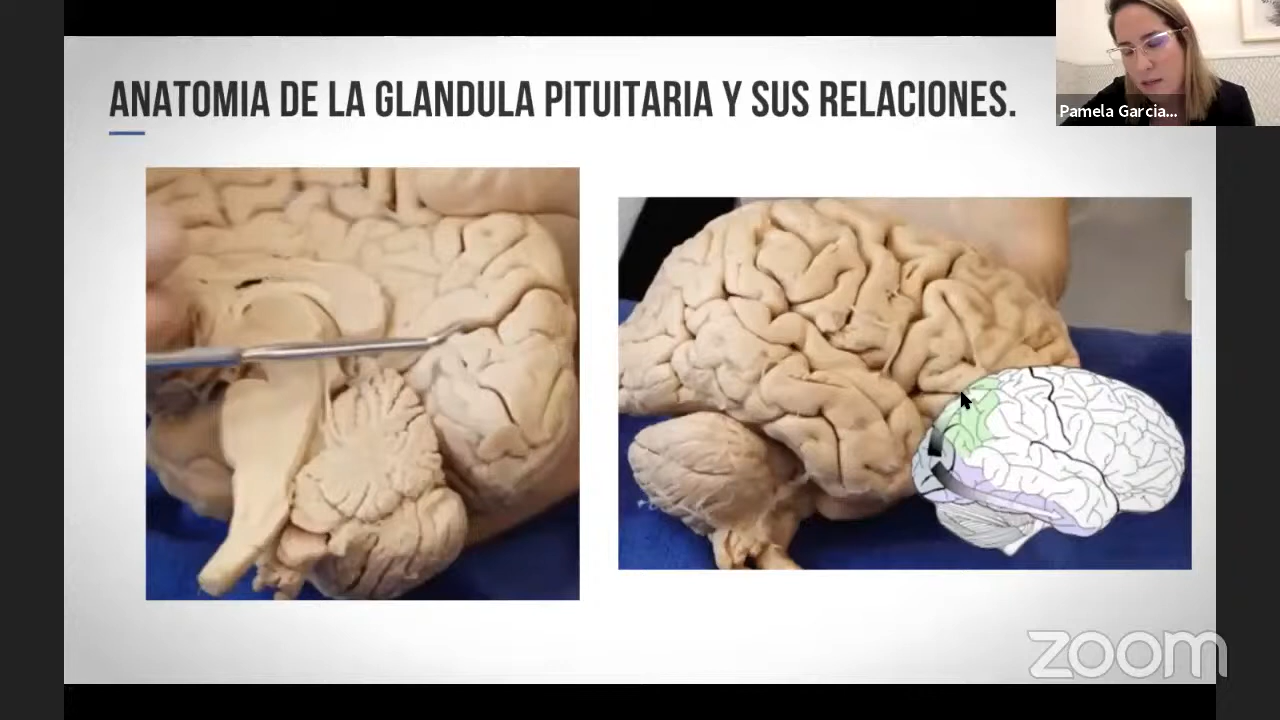 ANATOMIA DE LA GLANDULA PITUITARIA Y SUS RELACIONES.
Pamela Garcia...
zoom